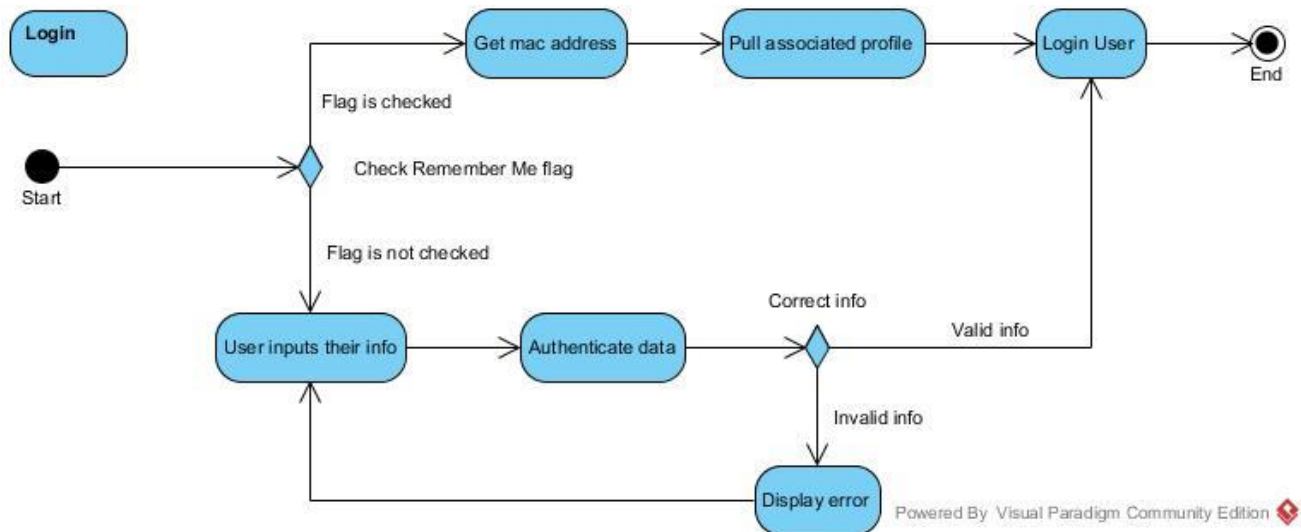 Login
Get mac address
Pull associated profile
Login User
End
Flag is checked
Start
Check Remember Me flag
Flag is not checked
User inputs their info
Authenticate data
Correct info
Valid info
Invalid info
Display error
Powered By Visual Paradigm Community Edition